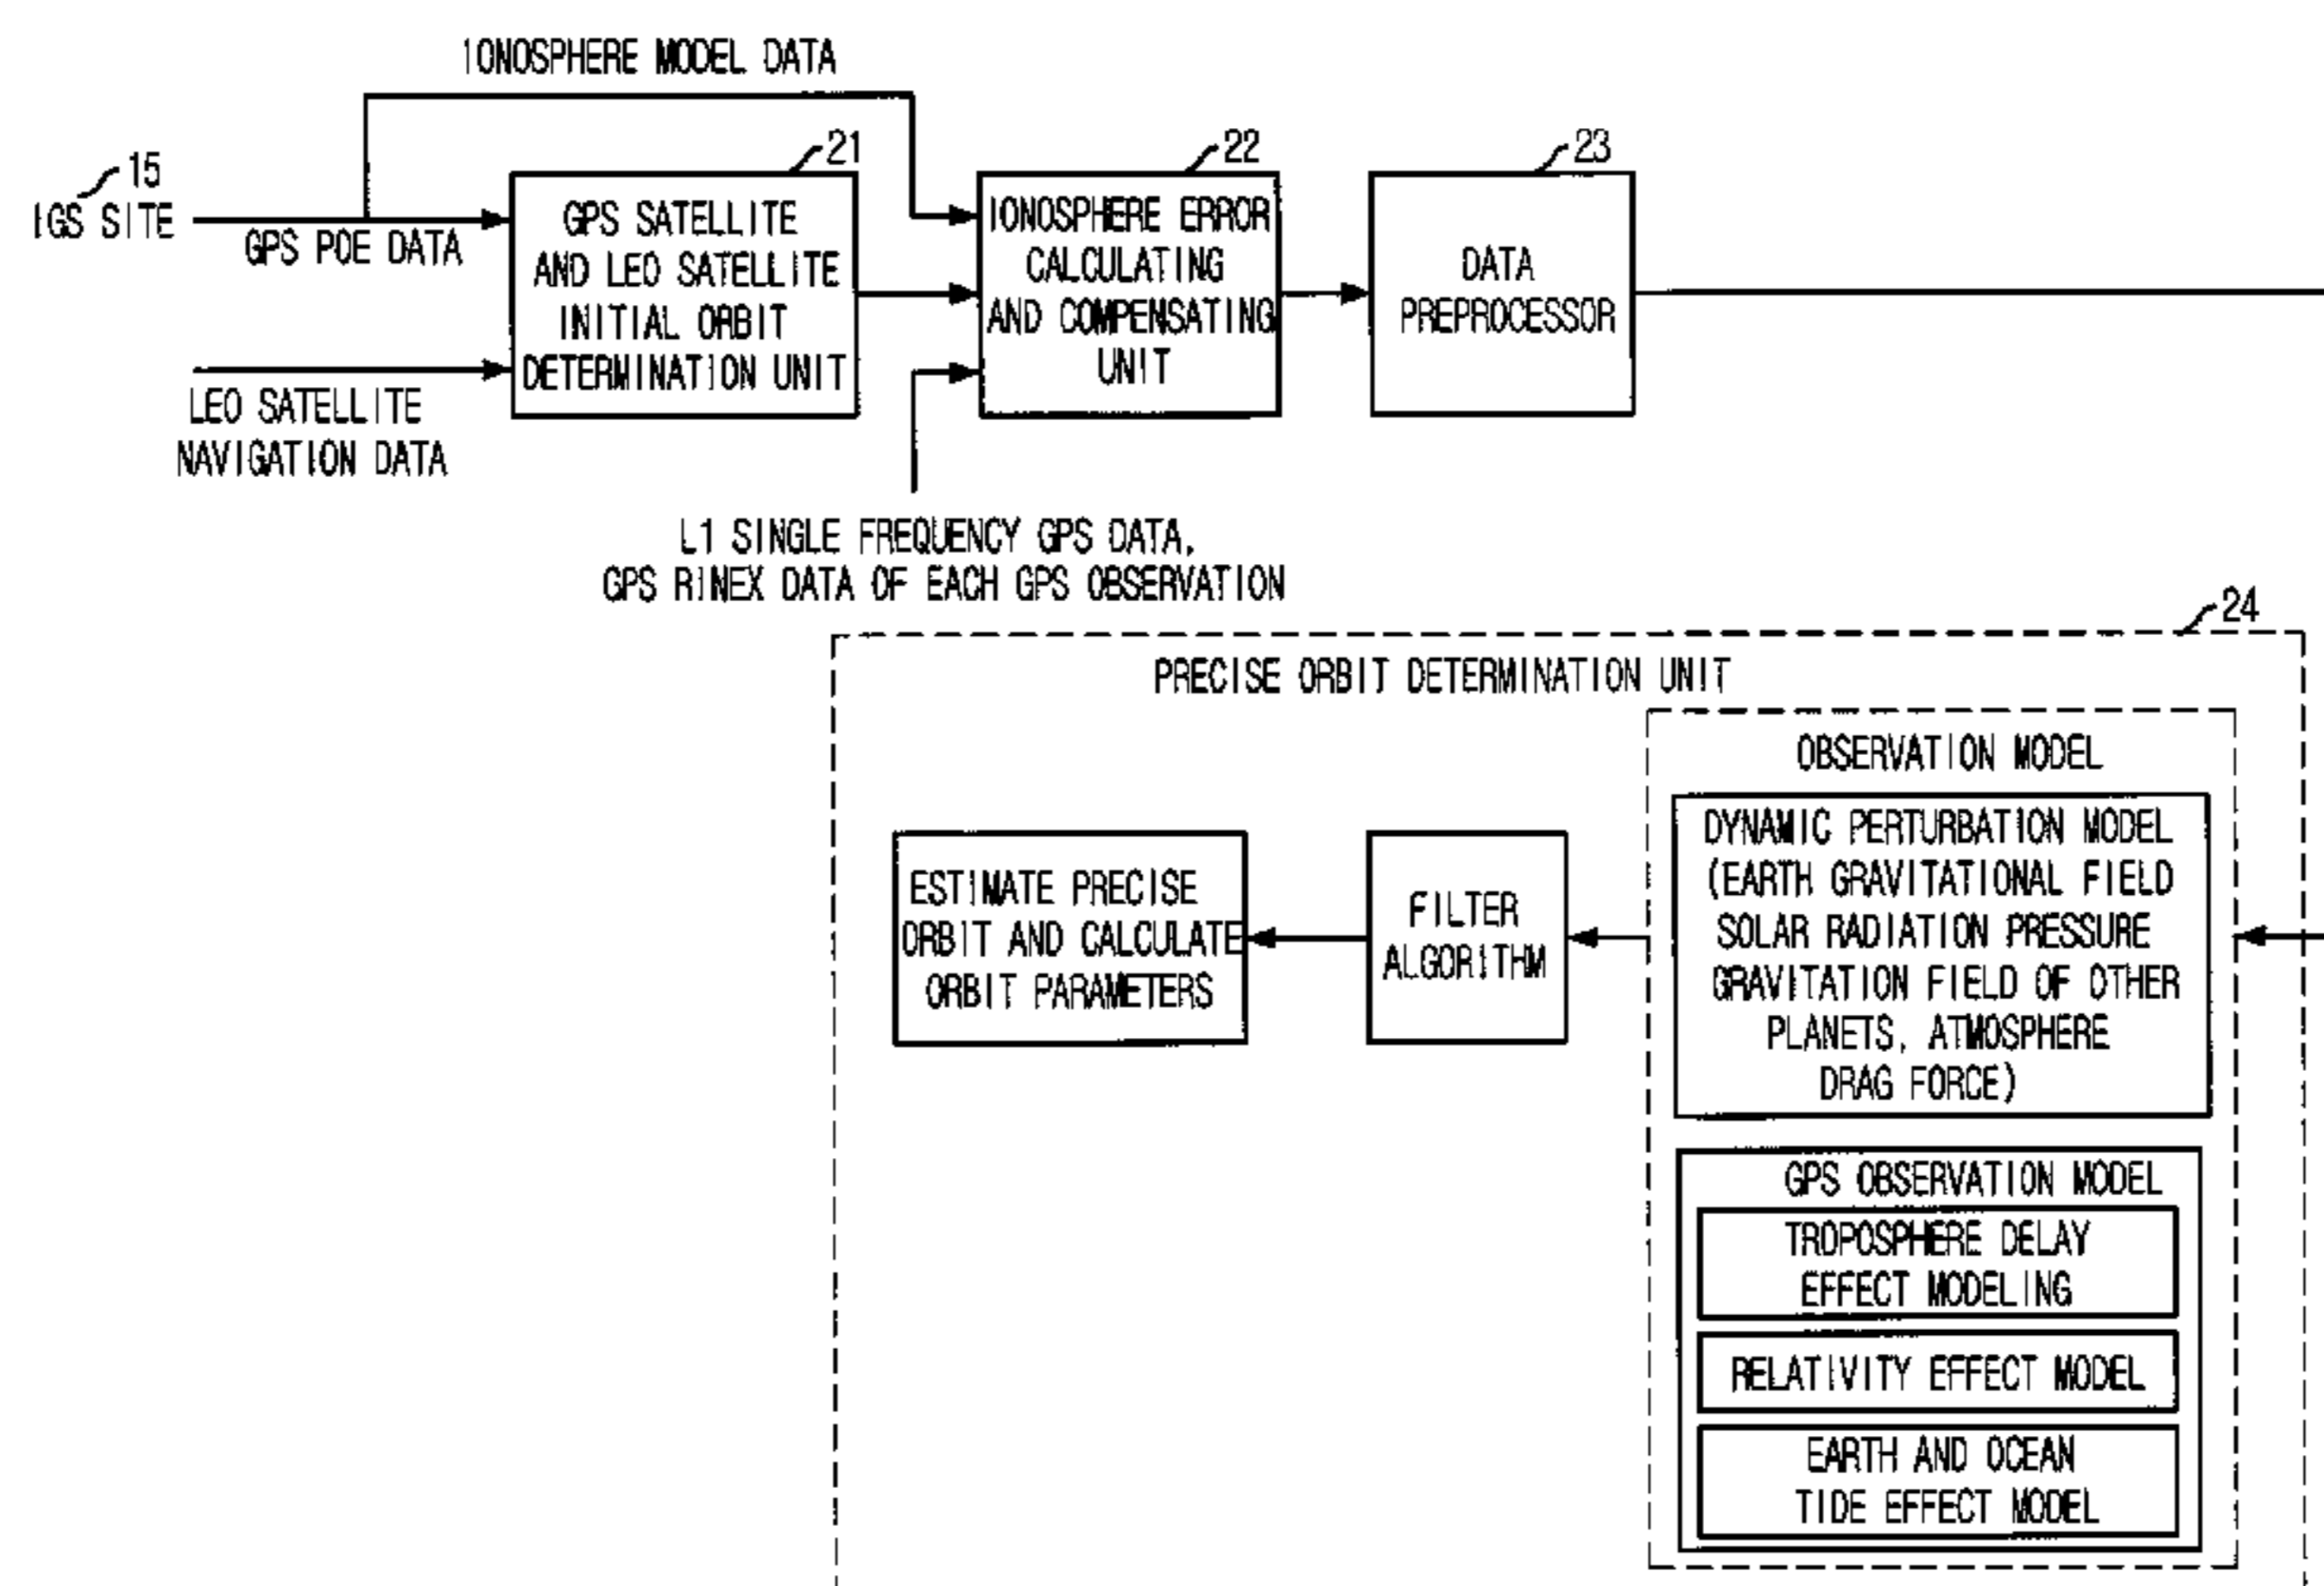 IONOSPHERE MODEL DATA
15
IGS SITE
GPS POE DATA
LEO SATELLITE
NAVIGATION DATA
21
GPS SATELLITE
AND LEO SATELLITE
INITIAL ORBIT
DETERMINATION UNIT
22
IONOSPHERE ERROR
CALCULATING
AND COMPENSATING
UNIT
23
DATA
PREPROCESSOR
L1 SINGLE FREQUENCY GPS DATA,
GPS RINEX DATA OF EACH GPS OBSERVATION
24
PRECISE ORBIT DETERMINATION UNIT
OBSERVATION MODEL
DYNAMIC PERTURBATION MODEL
(EARTH GRAVITATIONAL FIELD
SOLAR RADIATION PRESSURE
GRAVITATION FIELD OF OTHER
PLANETS, ATMOSPHERE
DRAG FORCE)
FILTER
ALGORITHM
ESTIMATE PRECISE
ORBIT AND CALCULATE
ORBIT PARAMETERS
GPS OBSERVATION MODEL
TROPOSPHERE DELAY
EFFECT MODELING
RELATIVITY EFFECT MODEL
EARTH AND OCEAN
TIDE EFFECT MODEL